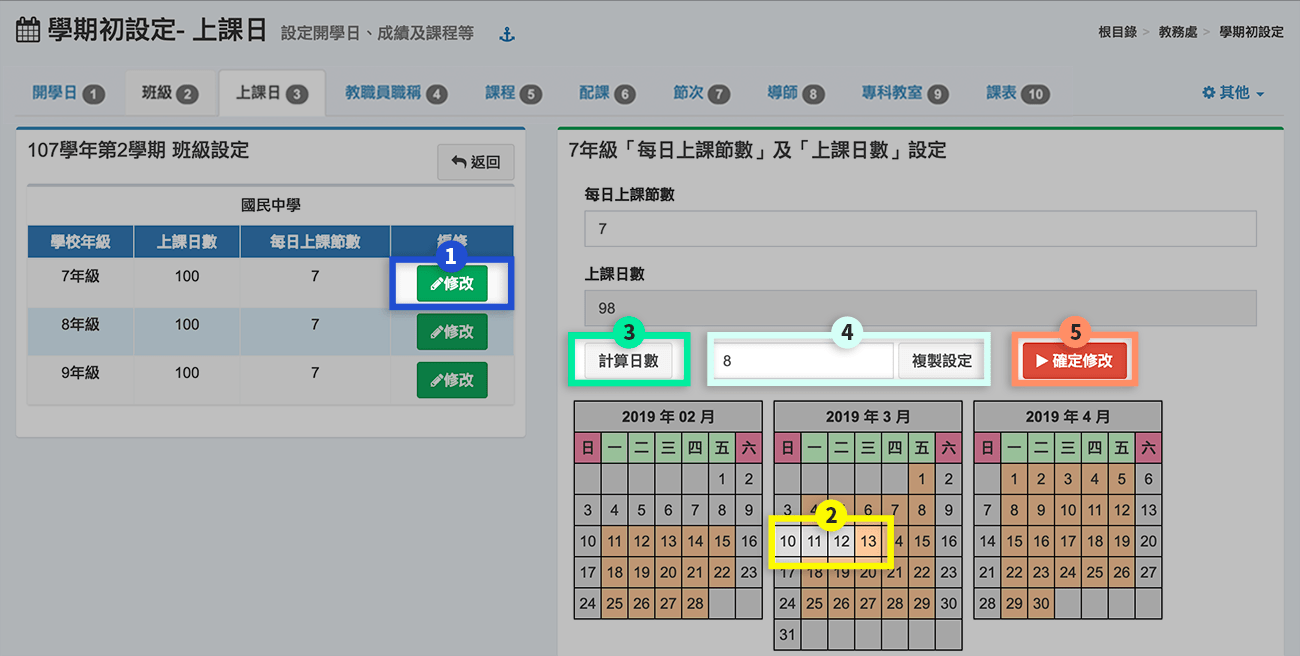 學期初設定- 上課日 設定開學日、成績及課程等
根目錄 > 教務處 > 學期初設定
開學日 1 班級 2 上課日 3 教職員職稱 4 課程 5 配課 6 節次 7 導師 8 專科教室 9 課表 10 其他
107學年第2學期 班級設定
返回
國民中學
學校年級 上課日數 每日上課節數 編修
1
7年級 100 7 修改
8年級 100 7 修改
9年級 100 7 修改
7年級「每日上課節數」及「上課日數」設定
每日上課節數
7
上課日數
98
3 4 5
計算日數 8 複製設定 確定修改
2019 年 02 月
日 一 二 三 四 五 六
1 2
3 4 5 6 7 8 9
10 11 12 13 14 15 16
17 18 19 20 21 22 23
24 25 26 27 28
2019 年 3 月
日 一 二 三 四 五 六
1 2
3 4 6 7 8 9
2
10 11 12 13 14 15 16
17 18 19 20 21 22 23
24 25 26 27 28 29 30
31
2019 年 4 月
日 一 二 三 四 五 六
1 2 3 4 5 6
7 8 9 10 11 12 13
14 15 16 17 18 19 20
21 22 23 24 25 26 27
28 29 30